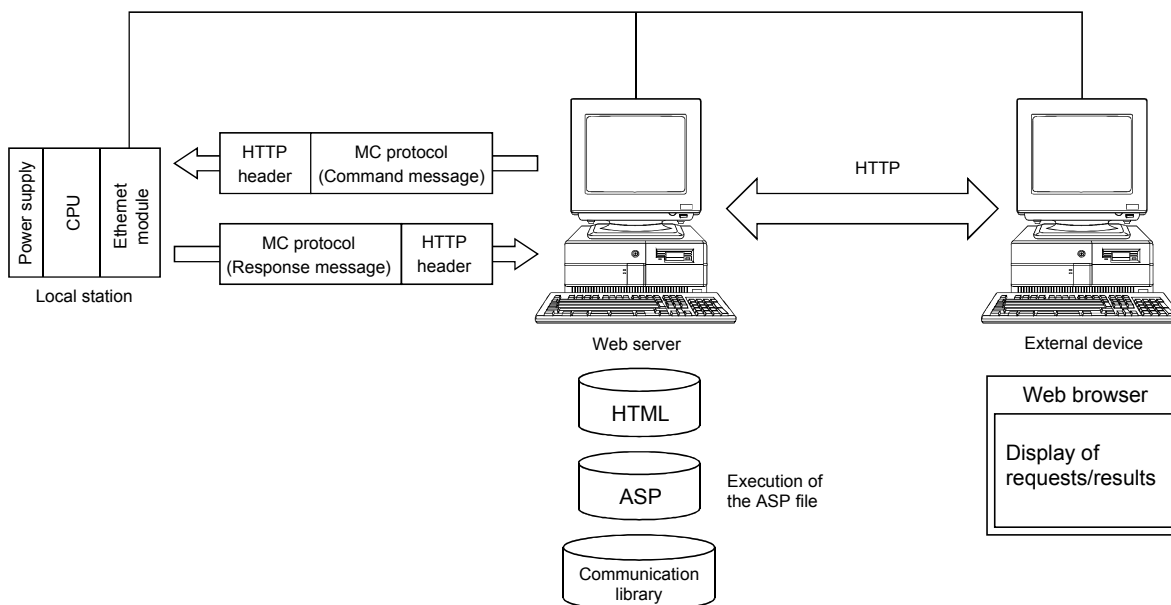 HTTP
header
MC protocol
(Command message)
Power supply
CPU
Ethernet
module
MC protocol
(Response message)
HTTP
header
Local station
HTTP
Web server
External device
HTML
ASP
Execution of
the ASP file
Communication
library
Web browser
Display of
requests/results